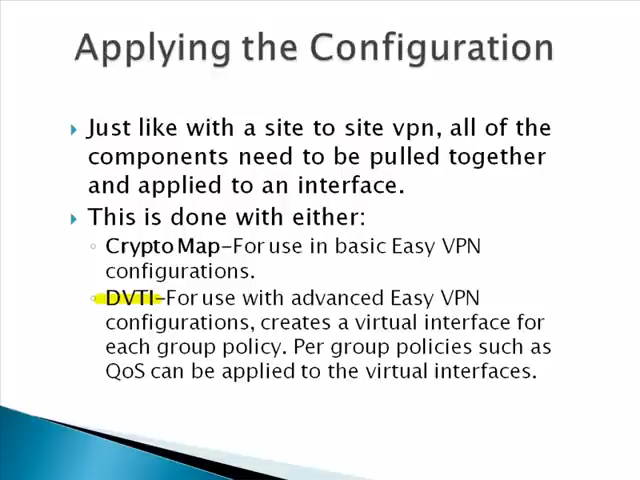 Applying the Configuration
Just like with a site to site vpn, all of the
components need to be pulled together
and applied to an interface.
This is done with either:
Crypto Map-For use in basic Easy VPN
configurations.
DVTI-For use with advanced Easy VPN
configurations, creates a virtual interface for
each group policy. Per group policies such as
QoS can be applied to the virtual interfaces.